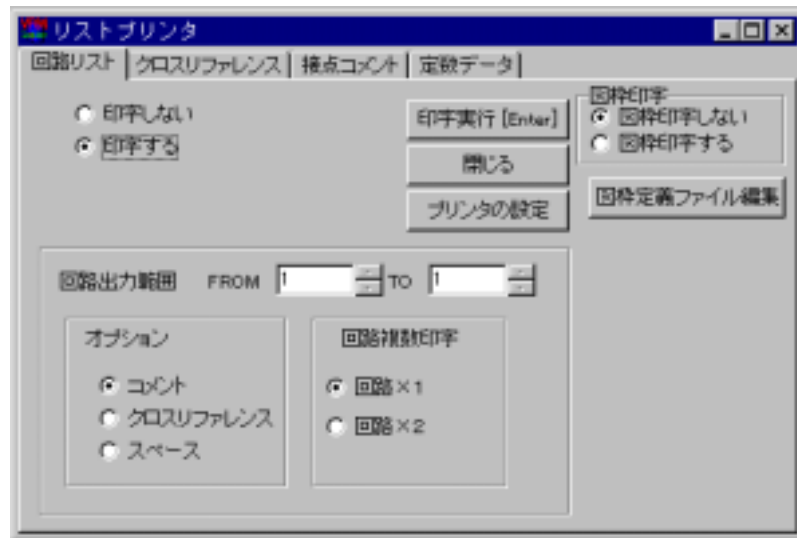 リストプリンタ
回路リスト クロスリファレンス 接点コメント 定数データ
印字しない
印字する
印字実行 [Enter]
閉じる
プリンタの設定
図枠印字
図枠印字しない
図枠印字する
図枠定義ファイル編集
回路出力範囲 FROM 1 TO 1
オプション
コメント
クロスリファレンス
スペース
回路複数印字
回路×1
回路×2